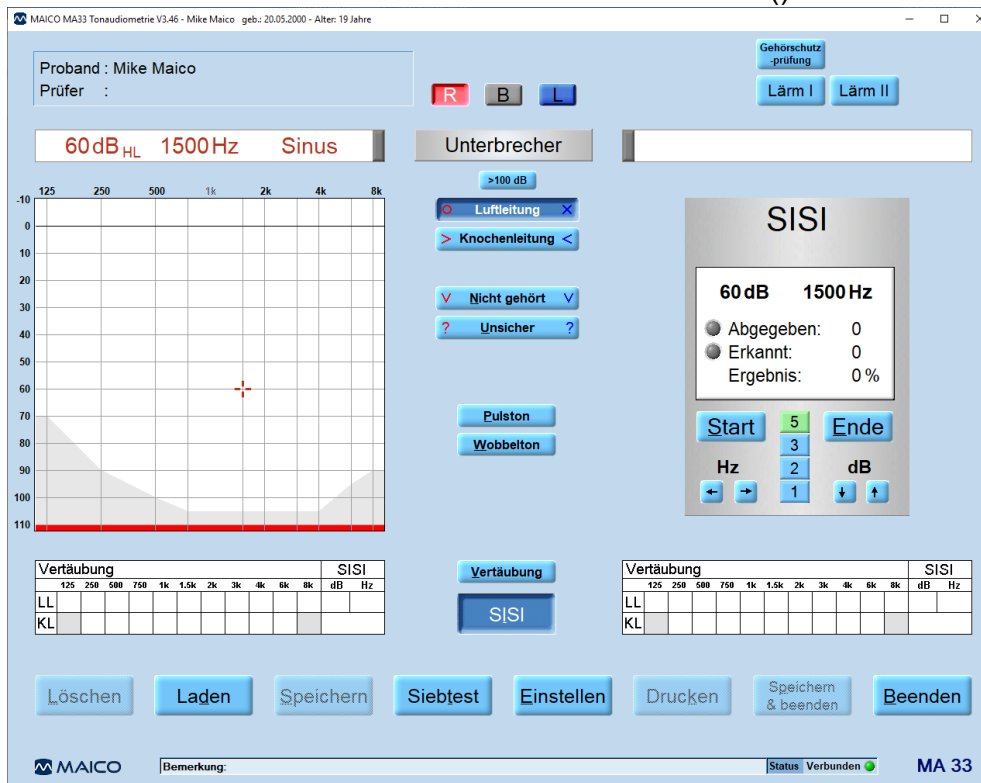 ()
MAICO MA33 Tonaudiometrie V3.46 - Mike Maico geb.: 20.05.2000 - Alter: 19 Jahre
Proband : Mike Maico
Prüfer :
R B L
Gehörschutz
-prüfung
Lärm I Lärm II
60 dB HL 1500 Hz Sinus
Unterbrecher
>100 dB
Luftleitung
Knochenleitung
Nicht gehört
? Unsicher ?
Pulston
Wobbelton
125 250 500 1k 2k 4k 8k
-10
0
10
20
30
40
50
60
70
80
90
100
110
SISI
60 dB 1500 Hz
Abgegeben: 0
Erkannt: 0
Ergebnis: 0 %
Start 5 Ende
3
Hz 2 dB
1
Vertäubung SISI
125 250 500 750 1k 1.5k 2k 3k 4k 6k 8k dB Hz
LL
KL
Vertäubung
SISI
Vertäubung SISI
125 250 500 750 1k 1.5k 2k 3k 4k 6k 8k dB Hz
LL
KL
Löschen Laden Speichern Siebtest Einstellen Drucken Speichern
& beenden Beenden
MAICO Bemerkung: Status Verbunden MA 33